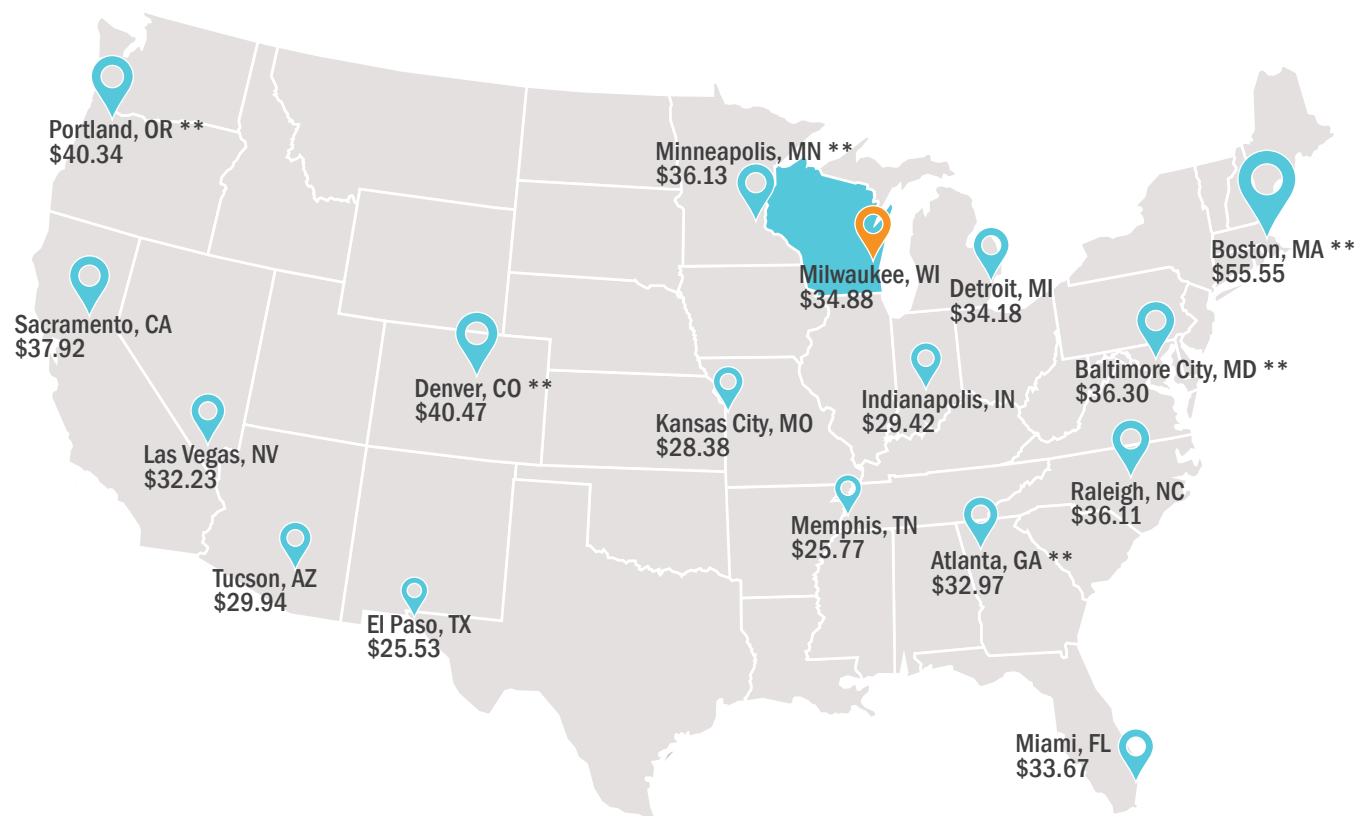 Portland, OR **
$40.34
Minneapolis, MN **
$36.13
Boston, MA **
$55.55
Milwaukee, WI
$34.88
Detroit, MI
$34.18
Sacramento, CA
$37.92
Denver, CO **
$40.47
Baltimore City, MD **
$36.30
Indianapolis, IN
$29.42
Kansas City, MO
$28.38
Las Vegas, NV
$32.23
Raleigh, NC
$36.11
Memphis, TN
$25.77
Atlanta, GA **
$32.97
Tucson, AZ
$29.94
El Paso, TX
$25.53
Miami, FL
$33.67